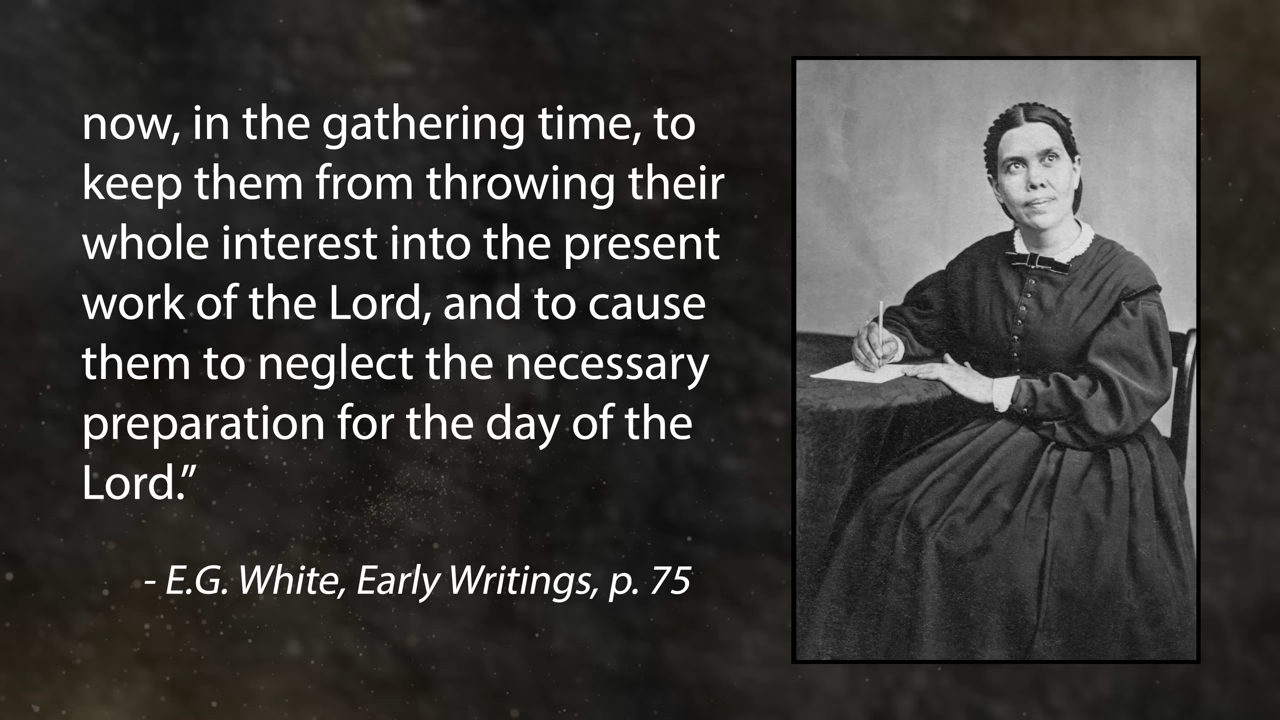 now, in the gathering time, to
keep them from throwing their
whole interest into the present
work of the Lord, and to cause
them to neglect the necessary
preparation for the day of the
Lord.”
- E.G. White, Early Writings, p. 75